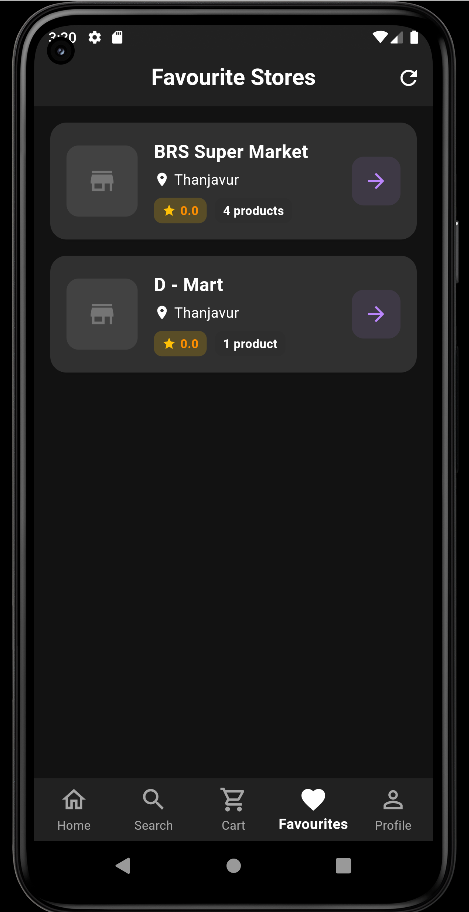 3:20
Favourite Stores
BRS Super Market
Thanjavur
0.0 4 products
D - Mart
Thanjavur
0.0 1 product
Home Search Cart Favourites Profile